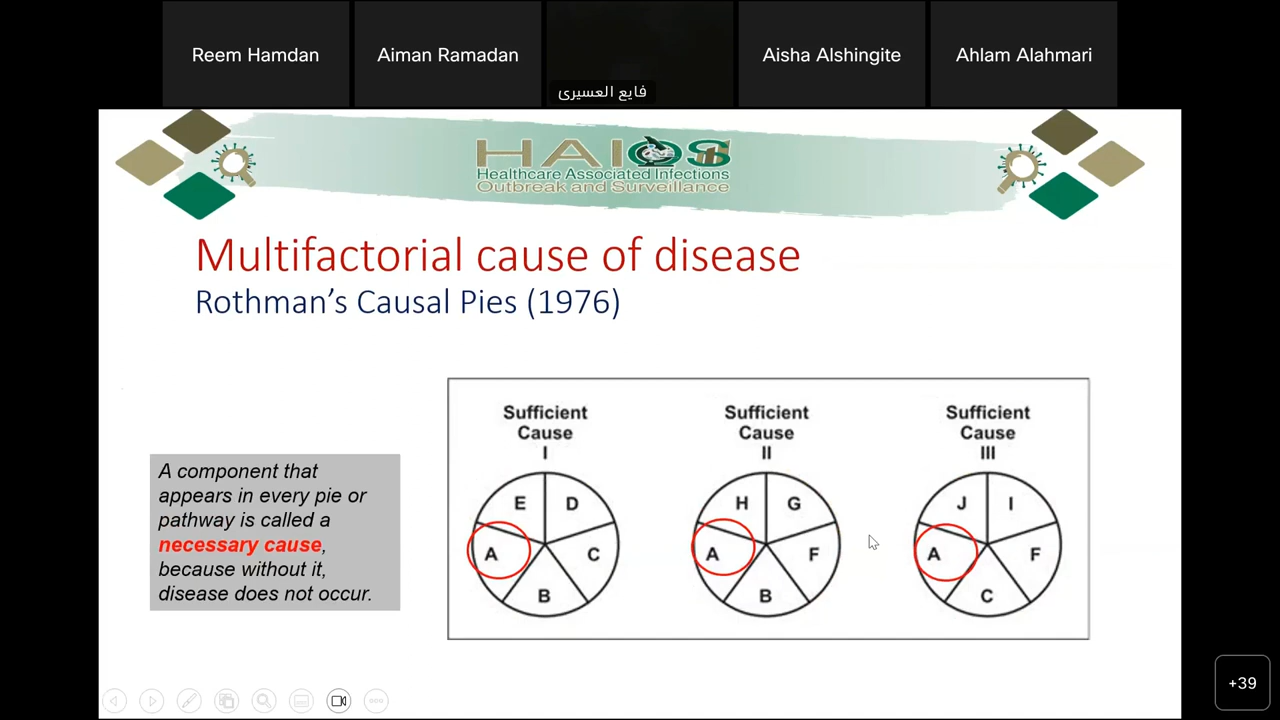 Reem Hamdan
Aiman Ramadan
فايع العسيري
Aisha Alshingite
Ahlam Alahmari
HAIOS
Healthcare Associated Infections
Outbreak and Surveillance
Multifactorial cause of disease
Rothman’s Causal Pies (1976)
A component that
appears in every pie or
pathway is called a
necessary cause,
because without it,
disease does not occur.
Sufficient
Cause
I
E
D
A
C
B
Sufficient
Cause
II
H
G
A
F
B
Sufficient
Cause
III
J
I
A
F
C
+39